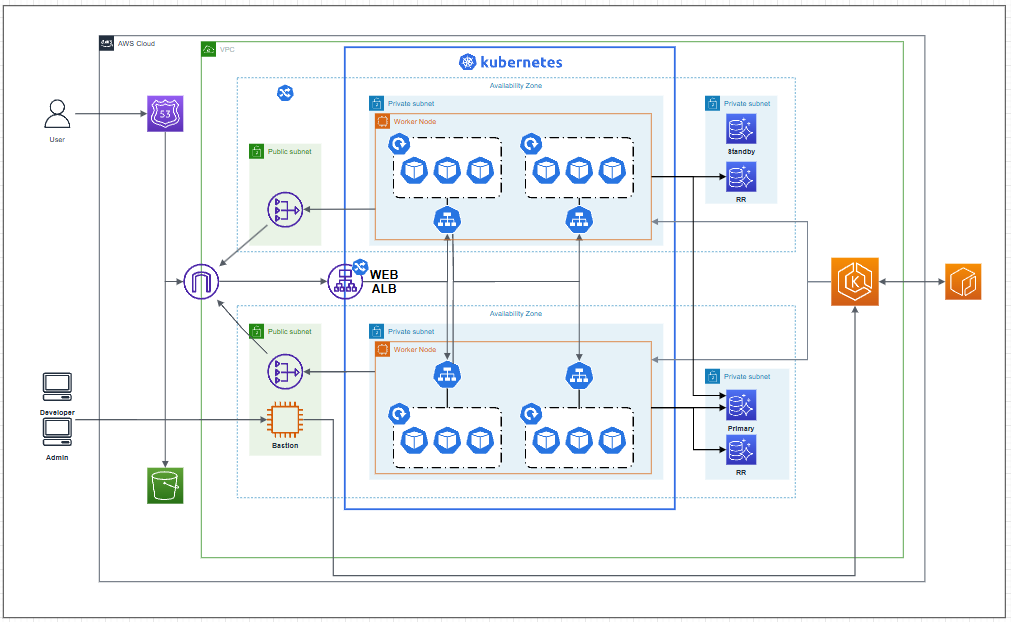 AWS Cloud
VPC
kubernetes
Availability Zone
Private subnet
Private subnet
Worker Node
53
User
Standby
Public subnet
RR
WEB
ALB
K
Availability Zone
Public subnet
Private subnet
Worker Node
Private subnet
Developer
Primary
Bastion
Admin
RR